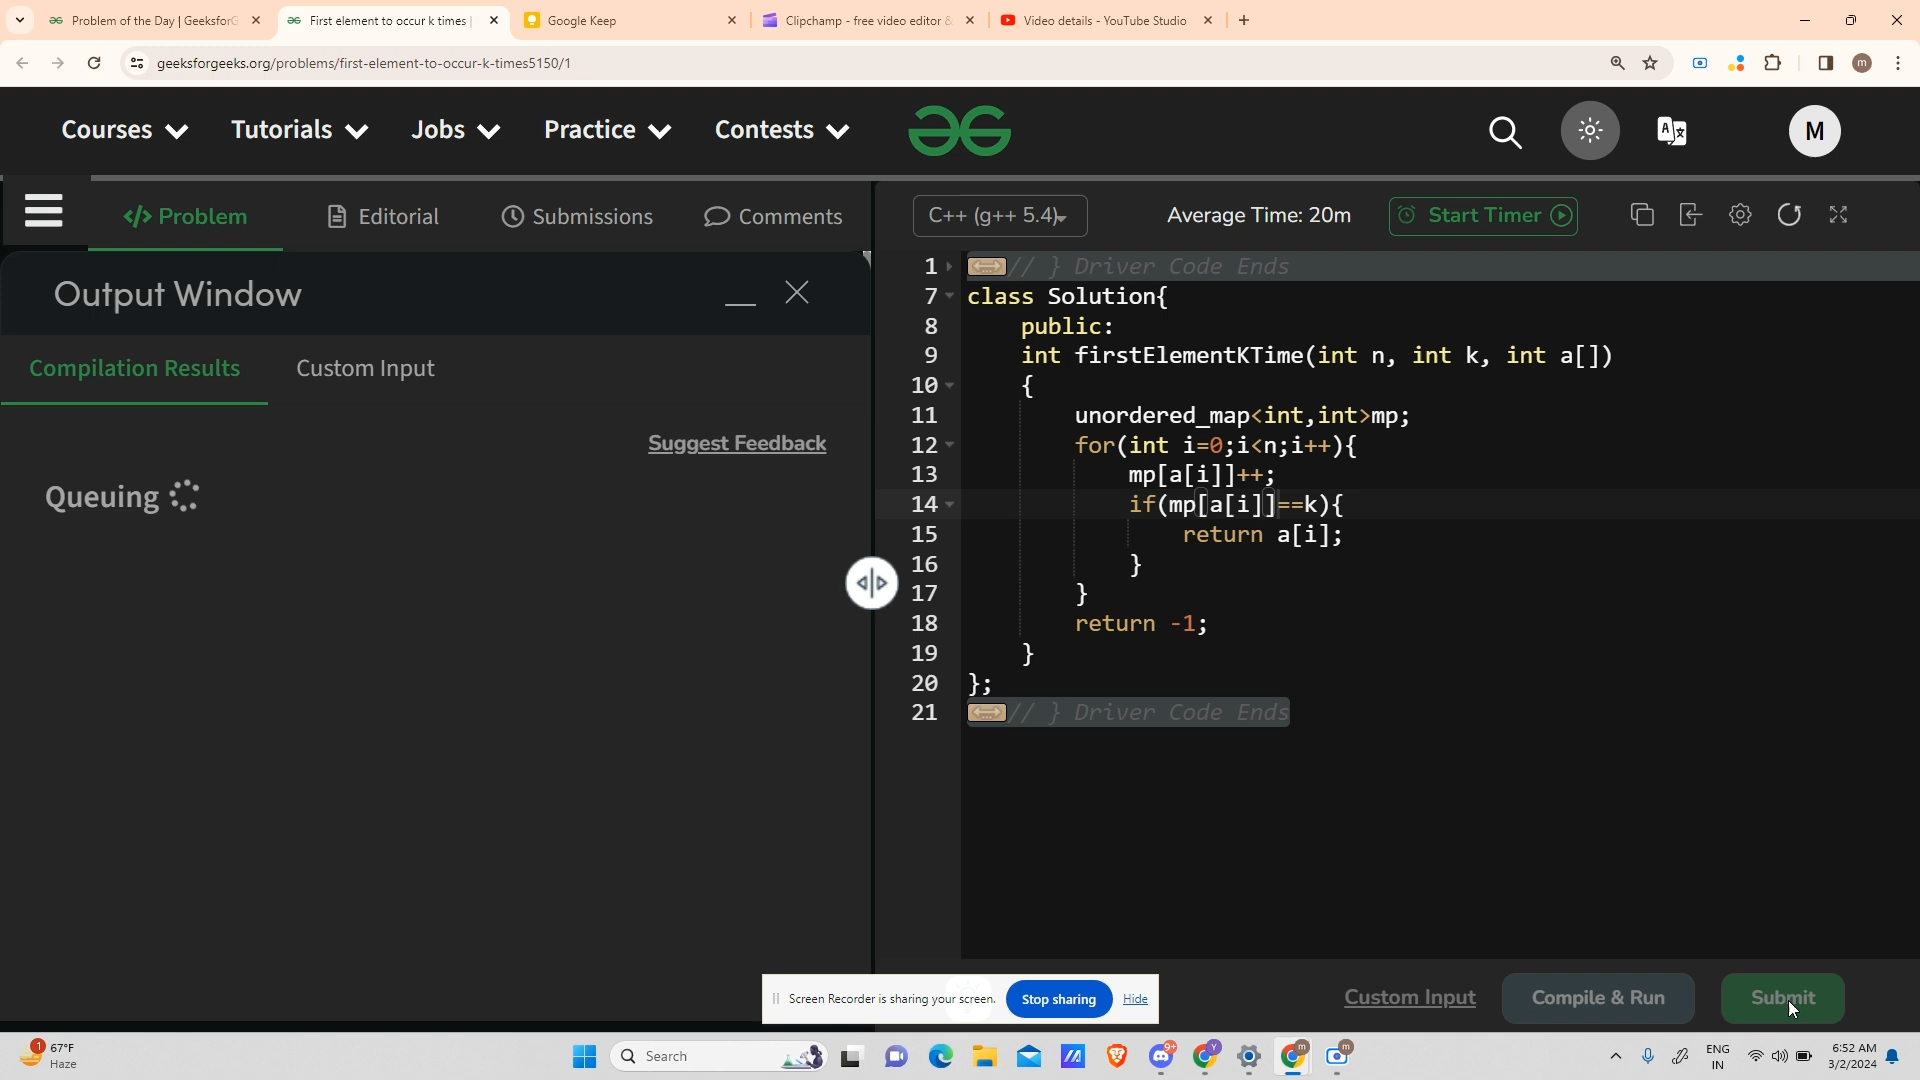 Problem of the Day | GeeksforG
First element to occur k times |
Google Keep
Clipchamp - free video editor &
Video details - YouTube Studio
geeksforgeeks.org/problems/first-element-to-occur-k-times5150/1
m
Courses
Tutorials
Jobs
Practice
Contests
M
Problem
Editorial
Submissions
Comments
C++ (g++ 5.4)
Average Time: 20m
Start Timer
Output Window
Compilation Results
Custom Input
Suggest Feedback
Queuing
1 // } Driver Code Ends
7 class Solution{
8 public:
9 int firstElementKTime(int n, int k, int a[])
10 {
11 unordered_map<int,int>mp;
12 for(int i=0;i<n;i++){
13 mp[a[i]]++;
14 if(mp[a[i]]==k){
15 return a[i];
16 }
17 }
18 return -1;
19 }
20 };
21 // } Driver Code Ends
Screen Recorder is sharing your screen.
Stop sharing
Hide
Custom Input
Compile & Run
Submit
1
67°F
Haze
Search
9+
Y
m
m
ENG
IN
6:52 AM
3/2/2024